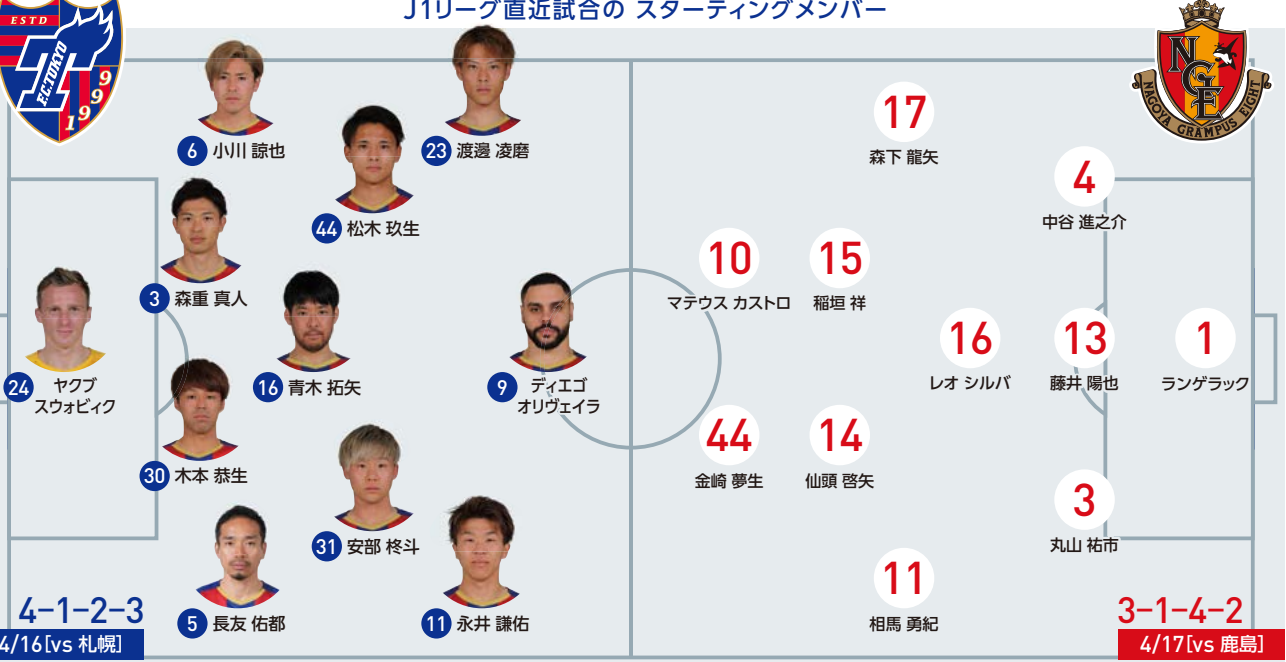 J1リーグ直近試合の スターティングメンバー
ESTD
F.C.TOKYO
1999
NGE
NAGOYA GRAMPUS EIGHT
6 小川 諒也
23 渡邊 凌磨
44 松木 玖生
3 森重 真人
24 ヤクブ
スウォビィク
16 青木 拓矢
9 ディエゴ
オリヴェイラ
30 木本 恭生
31 安部 柊斗
5 長友 佑都
11 永井 謙佑
4-1-2-3
4/16[vs 札幌]
17
森下 龍矢
4
中谷 進之介
10
マテウス カストロ
15
稲垣 祥
16
レオ シルバ
13
藤井 陽也
1
ランゲラック
44
金崎 夢生
14
仙頭 啓矢
3
丸山 祐市
11
相馬 勇紀
3-1-4-2
4/17[vs 鹿島]